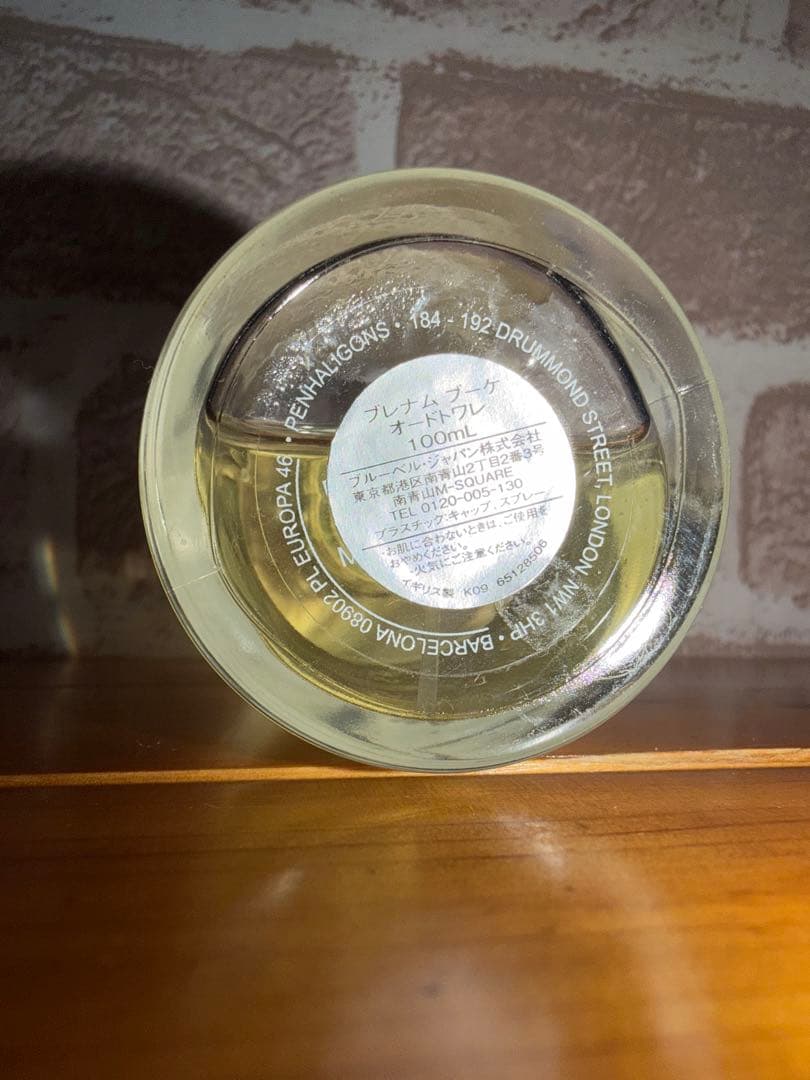 PENHALIGONS • 184 - 192 DRUMMOND STREET, LONDON NW1 3HP • BARCELONA 08902 PL EUROPA 46 •
ブレナム ブーケ
オードトワレ
100mL
ブルーベル・ジャパン株式会社
東京都港区南青山2丁目2番3号
南青山M-SQUARE
TEL 0120-005-130
プラスチック:キャップ、スプレー
お肌に合わないときは、ご使用を
おやめください。
火気にご注意ください。
イギリス製 K09 65128506